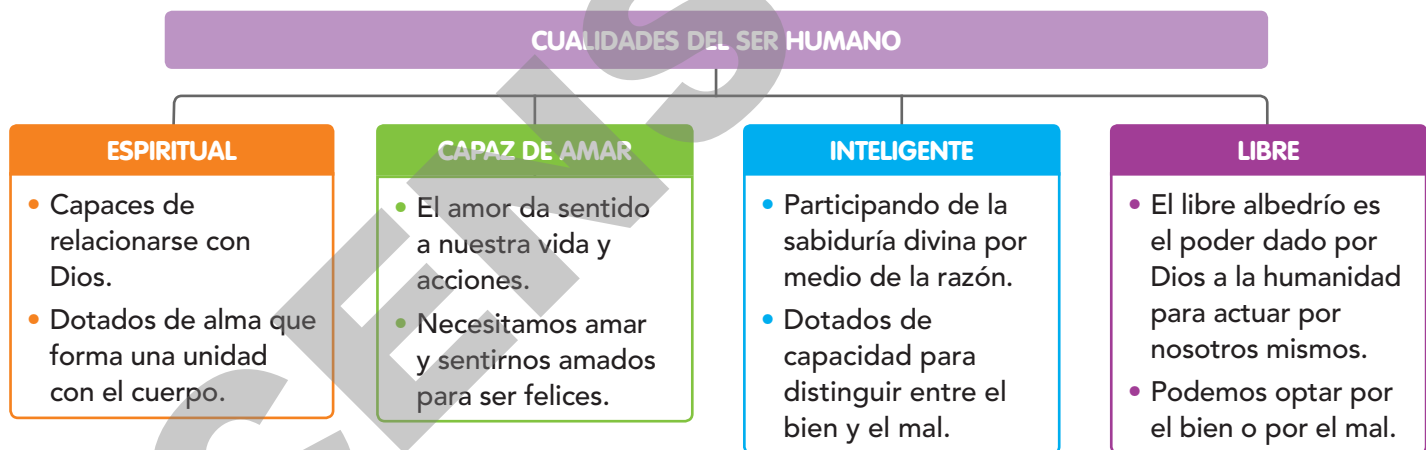 CUALIDADES DEL SER HUMANO
ESPIRITUAL
• Capaces de
relacionarse con
Dios.
• Dotados de alma que
forma una unidad
con el cuerpo.
CAPAZ DE AMAR
• El amor da sentido
a nuestra vida y
acciones.
• Necesitamos amar
y sentirnos amados
para ser felices.
INTELIGENTE
• Participando de la
sabiduría divina por
medio de la razón.
• Dotados de
capacidad para
distinguir entre el
bien y el mal.
LIBRE
• El libre albedrío es
el poder dado por
Dios a la humanidad
para actuar por
nosotros mismos.
• Podemos optar por
el bien o por el mal.